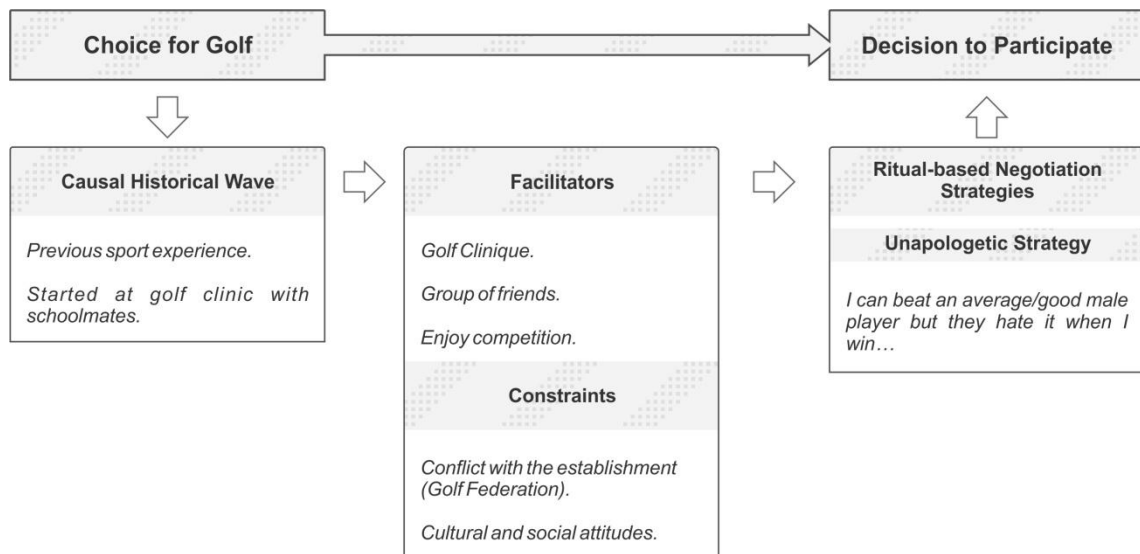 Choice for Golf
Decision to Participate
Causal Historical Wave
Previous sport experience.
Started at golf clinic with
schoolmates.
Facilitators
Golf Clinique.
Group of friends.
Enjoy competition.
Constraints
Conflict with the establishment
(Golf Federation).
Cultural and social attitudes.
Ritual-based Negotiation
Strategies
Unapologetic Strategy
I can beat an average/good male
player but they hate it when I
win…